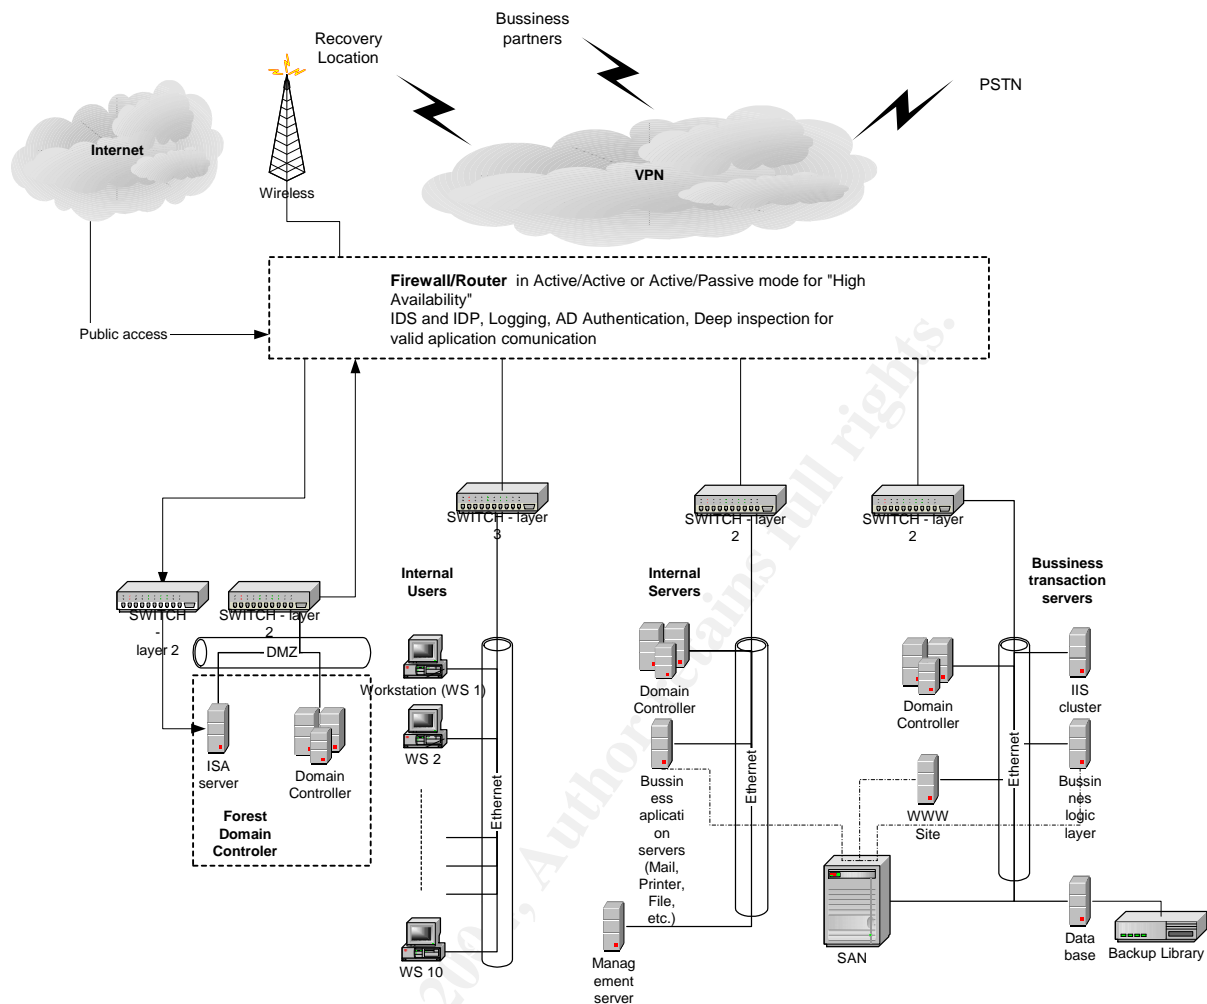 Bussiness
partners
Recovery
Location
PSTN
Internet
VPN
Wireless
Firewall/Router in Active/Active or Active/Passive mode for "High
Availability"
IDS and IDP, Logging, AD Authentication, Deep inspection for
valid aplication comunication
Public access
SWITCH - layer
3
SWITCH - layer
2
SWITCH - layer
2
SWITCH
-
layer 2
SWITCH - layer
2
DMZ
Internal
Users
Internal
Servers
Bussiness
transaction
servers
Workstation (WS 1)
WS 2
WS 10
Ethernet
ISA
server
Domain
Controller
Forest
Domain
Controler
Domain
Controller
Bussin
ess
aplicati
on
servers
(Mail,
Printer,
File,
etc.)
Ethernet
Manag
ement
server
Domain
Controller
IIS
cluster
Ethernet
WWW
Site
Bussin
nes
logic
layer
SAN
Data
base
Backup Library
Author retains full rights.